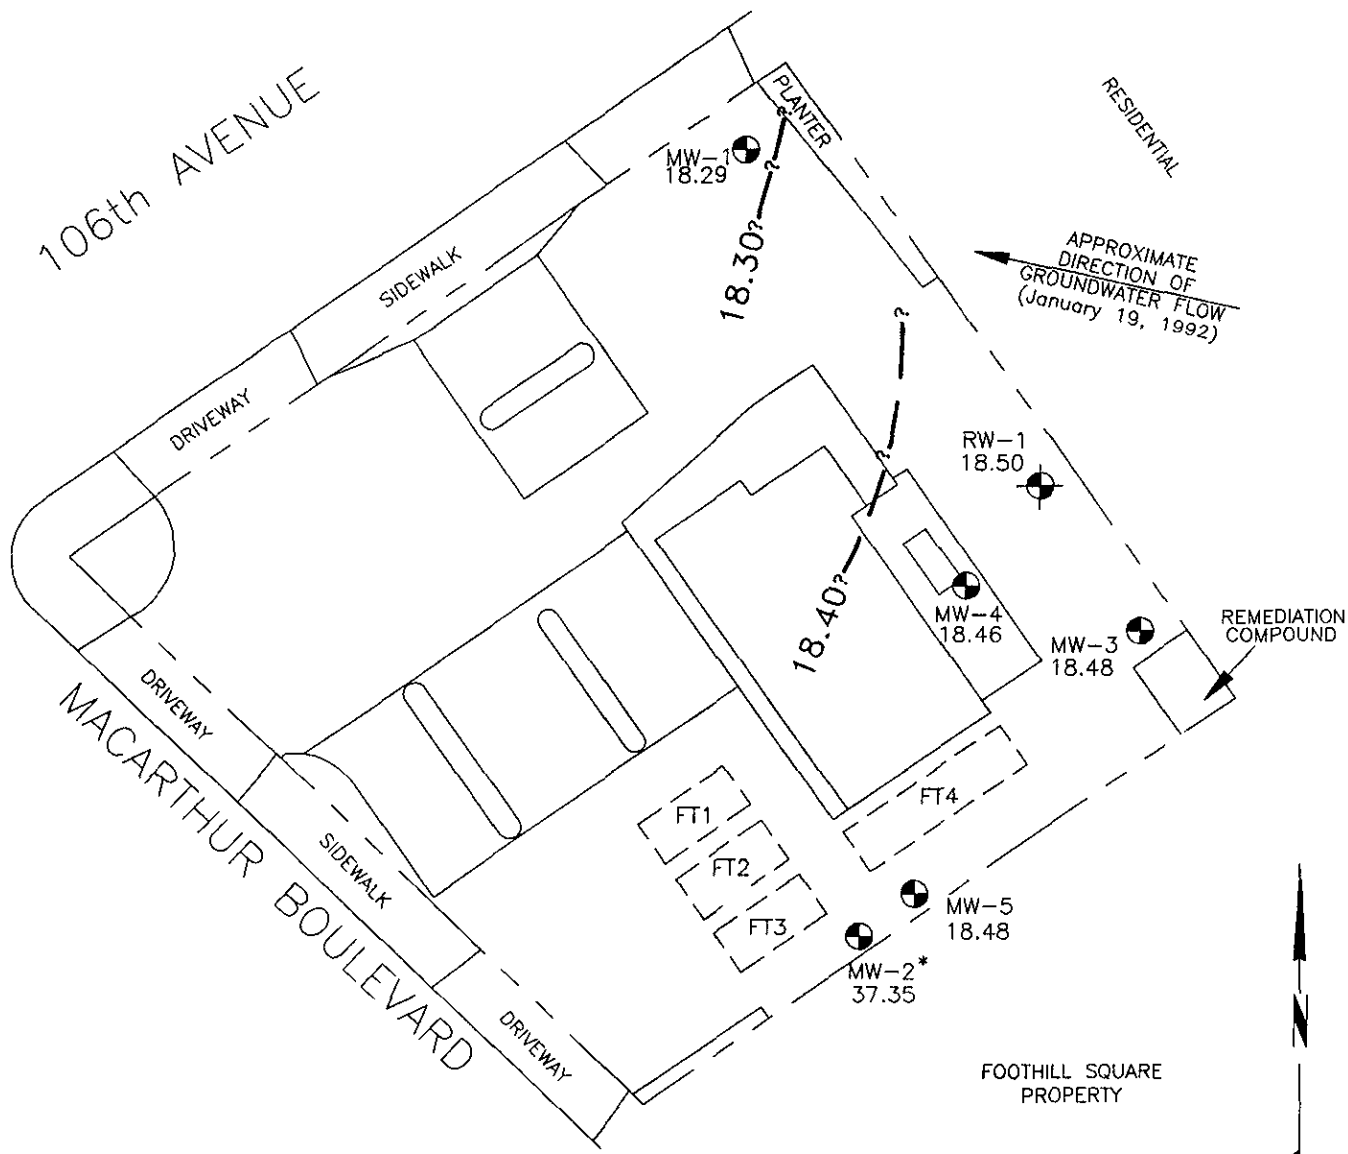 106th AVENUE
PLANTER
RESIDENTIAL
MW-1
18.29
?
?
18.30?
SIDEWALK
APPROXIMATE
DIRECTION OF
GROUNDWATER FLOW
(January 19, 1992)
?
DRIVEWAY
RW-1
18.50
?
18.40?
MW-4
18.46
MW-3
18.48
REMEDIATION
COMPOUND
DRIVEWAY
MACARTHUR BOULEVARD
SIDEWALK
FT1
FT2
FT3
FT4
MW-5
18.48
MW-2*
37.35
DRIVEWAY
FOOTHILL SQUARE
PROPERTY
N